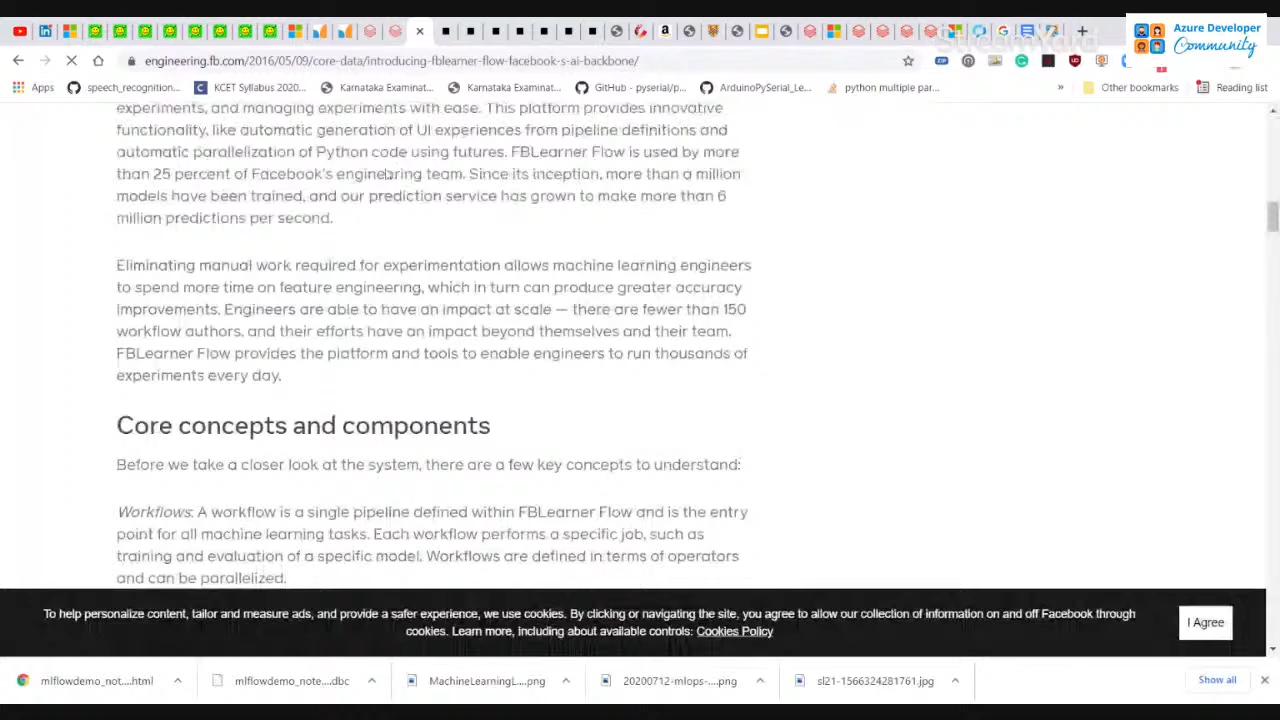 Azure Developer
Community
engineering.fb.com/2016/05/09/core-data/introducing-fblearner-flow-facebook-s-ai-backbone/
Apps
speech_recognition...
KCET Syllabus 2020...
Karnataka Examinat...
Karnataka Examinat...
GitHub - pyserial/p...
ArduinoPySerial_Le...
python multiple par...
»
Other bookmarks
Reading list
experiments, and managing experiments with ease. This platform provides innovative
functionality, like automatic generation of UI experiences from pipeline definitions and
automatic parallelization of Python code using futures. FBLearner Flow is used by more
than 25 percent of Facebook's engineering team. Since its inception, more than a million
models have been trained, and our prediction service has grown to make more than 6
million predictions per second.
Eliminating manual work required for experimentation allows machine learning engineers
to spend more time on feature engineering, which in turn can produce greater accuracy
improvements. Engineers are able to have an impact at scale — there are fewer than 150
workflow authors, and their efforts have an impact beyond themselves and their team.
FBLearner Flow provides the platform and tools to enable engineers to run thousands of
experiments every day.
Core concepts and components
Before we take a closer look at the system, there are a few key concepts to understand:
Workflows: A workflow is a single pipeline defined within FBLearner Flow and is the entry
point for all machine learning tasks. Each workflow performs a specific job, such as
training and evaluation of a specific model. Workflows are defined in terms of operators
and can be parallelized.
To help personalize content, tailor and measure ads, and provide a safer experience, we use cookies. By clicking or navigating the site, you agree to allow our collection of information on and off Facebook through
cookies. Learn more, including about available controls: Cookies Policy
I Agree
mlflowdemo_not....html
mlflowdemo_note....dbc
MachineLearningL....png
20200712-mlops-....png
sl21-1566324281761.jpg
Show all